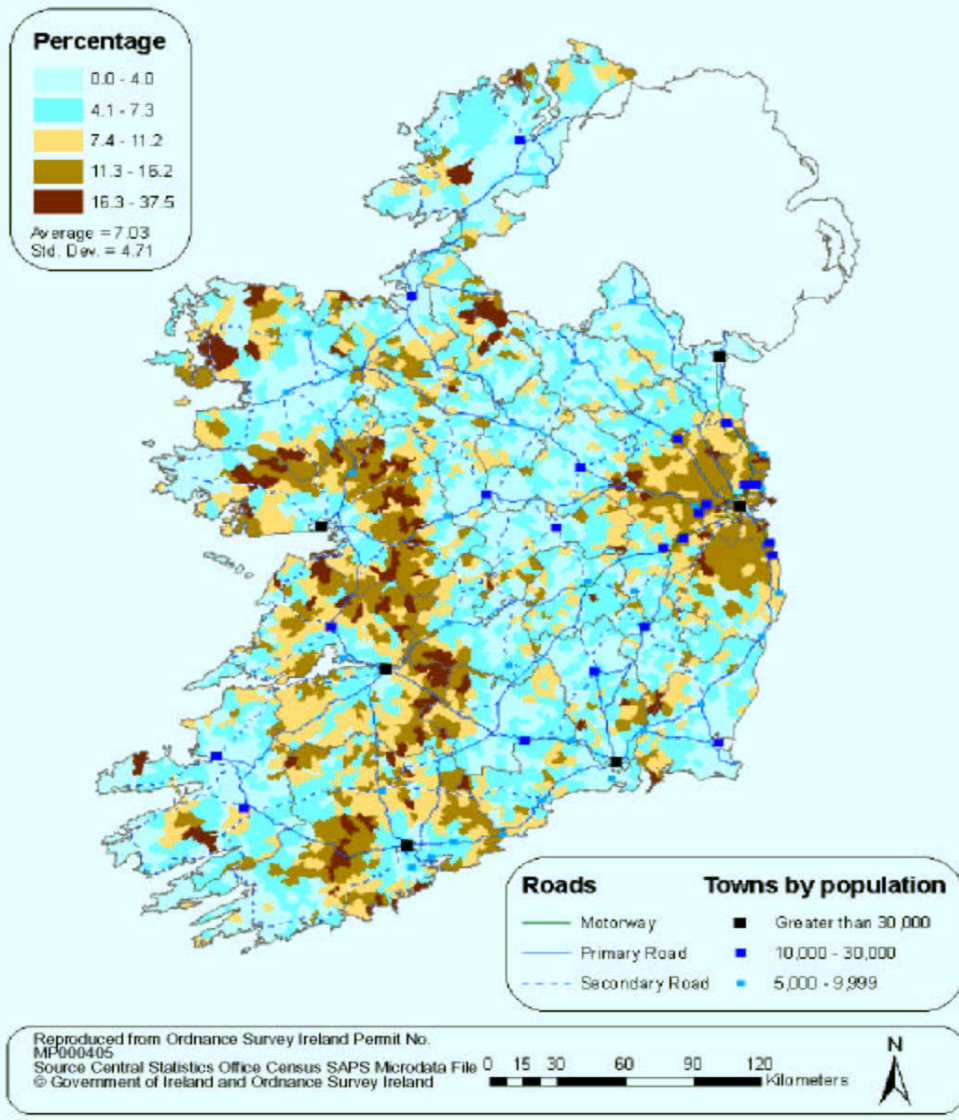 Percentage
0.0 - 4.0
4.1 - 7.3
7.4 - 11.2
11.3 - 16.2
16.3 - 37.5
Average = 7.03
Std. Dev. = 4.71
Roads
Motorway
Primary Road
Secondary Road
Towns by population
Greater than 30,000
10,000 - 30,000
5,000 - 9,999
Reproduced from Ordnance Survey Ireland Permit No.
MP000405
Source Central Statistics Office Census SAPS Microdata File
© Government of Ireland and Ordnance Survey Ireland
0 15 30 60 90 120
Kilometers
N